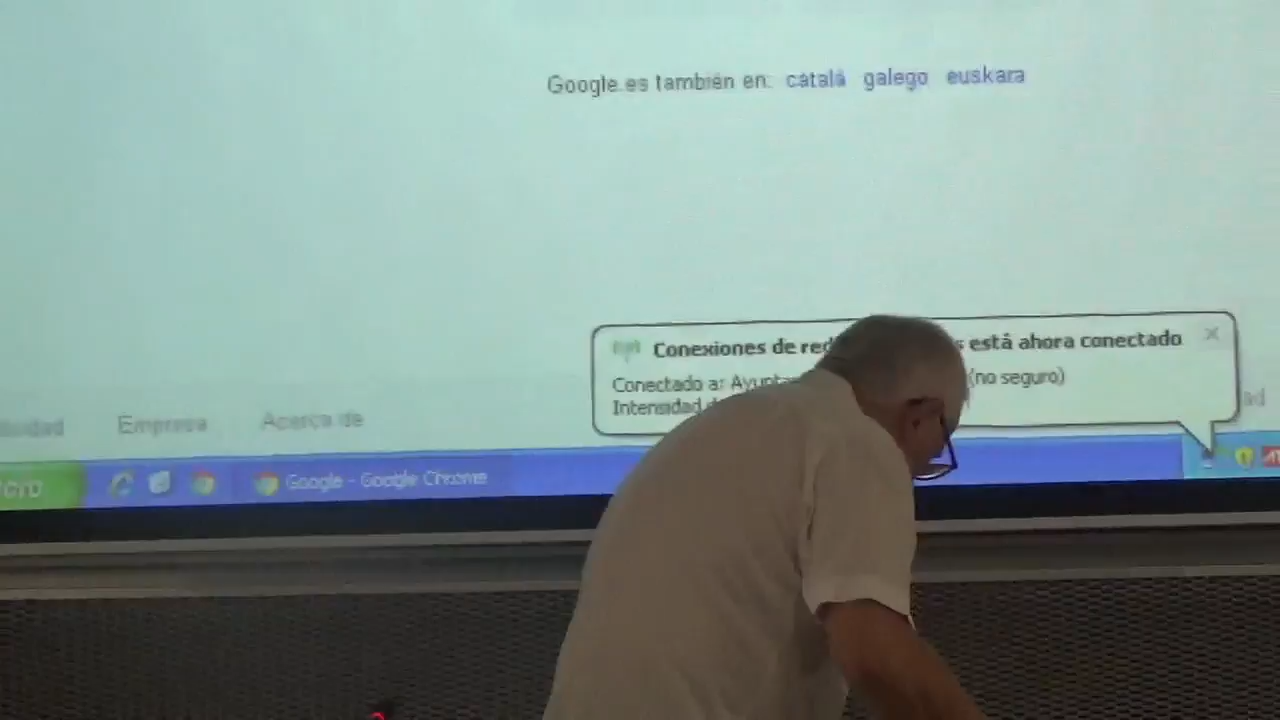 Google.es también en: català galego euskara
Conexiones de red está ahora conectado
Conectado a: (no seguro)
Intensidad
Empresa Acerca de
Google - Google Chrome